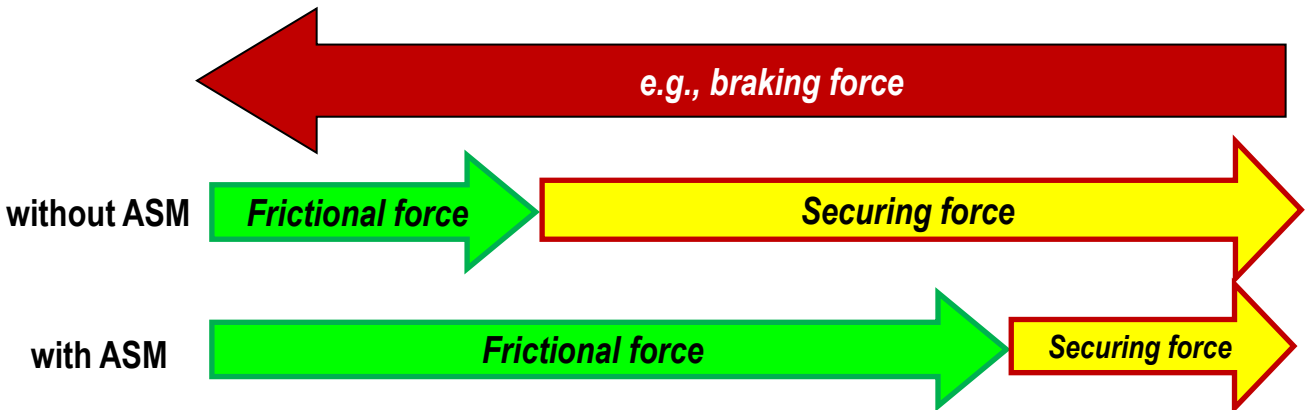 e.g., braking force
without ASM Frictional force Securing force
with ASM Frictional force Securing force